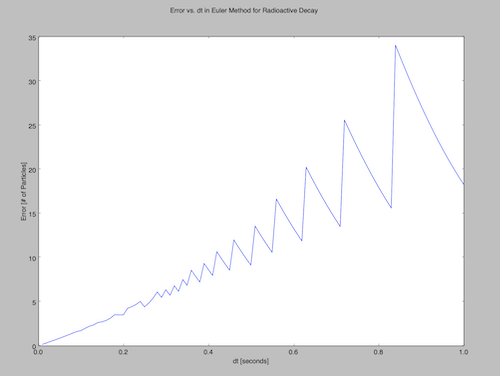 Error vs. dt in Euler Method for Radioactive Decay
35
30
25
20
15
10
5
0
Error [# of Particles]
0.0 0.2 0.4 0.6 0.8 1.0
dt [seconds]